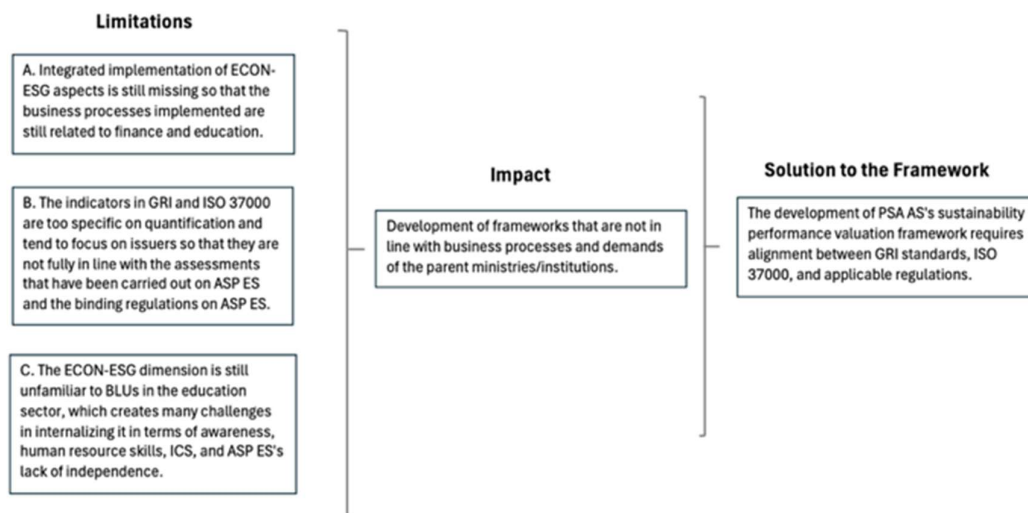 Limitations
A. Integrated implementation of ECON-
ESG aspects is still missing so that the
business processes implemented are
still related to finance and education.
B. The indicators in GRI and ISO 37000
are too specific on quantification and
tend to focus on issuers so that they are
not fully in line with the assessments
that have been carried out on ASP ES
and the binding regulations on ASP ES.
C. The ECON-ESG dimension is still
unfamiliar to BLUs in the education
sector, which creates many challenges
in internalizing it in terms of awareness,
human resource skills, ICS, and ASP ES's
lack of independence.
Impact
Development of frameworks that are not in
line with business processes and demands
of the parent ministries/institutions.
Solution to the Framework
The development of PSA AS's sustainability
performance valuation framework requires
alignment between GRI standards, ISO
37000, and applicable regulations.